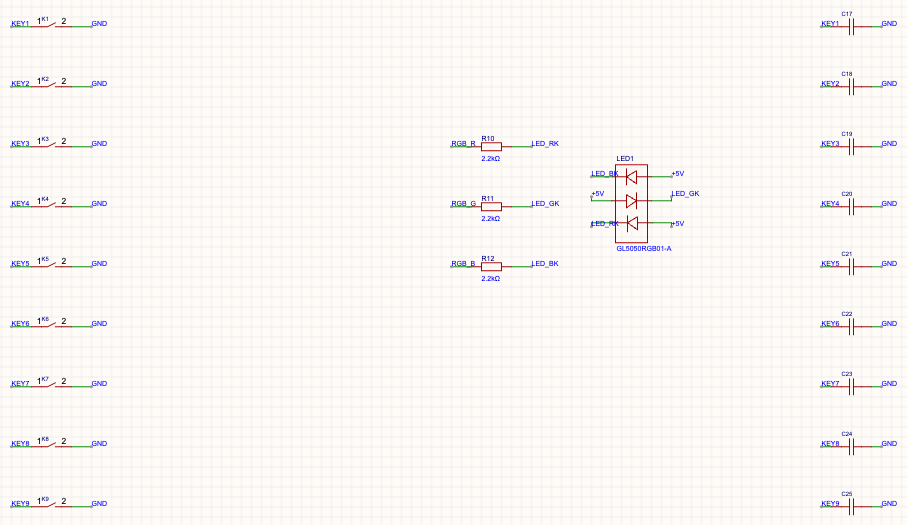 C17
KEY1 1 K1 2 GND KEY1 GND
C18
KEY2 1 K2 2 GND KEY2 GND
C19
KEY3 1 K3 2 GND KEY3 GND
R10
RGB_R LED_RK
2.2kΩ
LED1
LED_BK +5V
+5V LED_GK
LED_RK +5V
GL5050RGB01-A
C20
KEY4 1 K4 2 GND KEY4 GND
R11
RGB_G LED_GK
2.2kΩ
C21
KEY5 1 K5 2 GND KEY5 GND
R12
RGB_B LED_BK
2.2kΩ
C22
KEY6 1 K6 2 GND KEY6 GND
C23
KEY7 1 K7 2 GND KEY7 GND
C24
KEY8 1 K8 2 GND KEY8 GND
C25
KEY9 1 K9 2 GND KEY9 GND